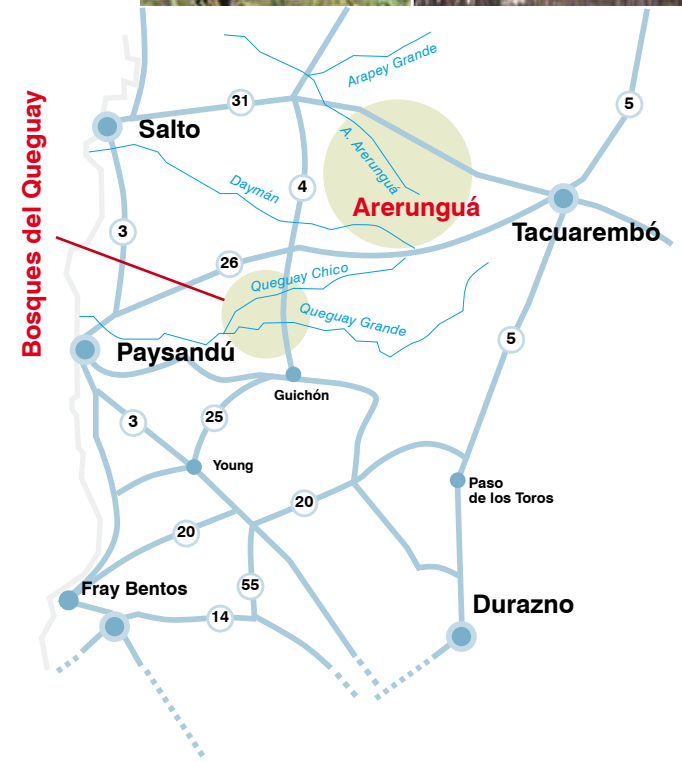 Arapey Grande
5
31
Salto
A. Arerunguá
Bosques del Queguay
Daymán
4
Arerunguá
3
Tacuarembó
26
Queguay Chico
Queguay Grande
5
Paysandú
Guichón
3
25
Young
Paso
de los Toros
20
20
55
Fray Bentos
14
Durazno